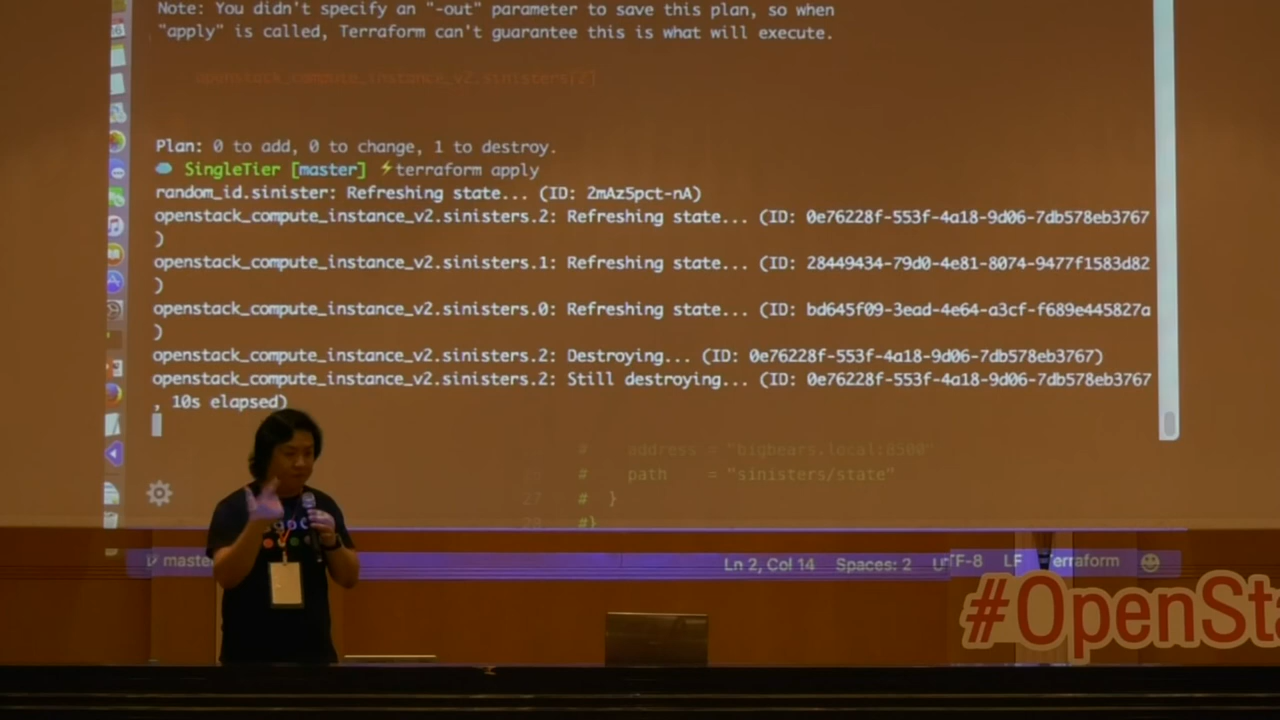 Note: You didn't specify an "-out" parameter to save this plan, so when
"apply" is called, Terraform can't guarantee this is what will execute.
- openstack_compute_instance_v2.sinisters[2]
Plan: 0 to add, 0 to change, 1 to destroy.
SingleTier [master] ⚡terraform apply
random_id.sinister: Refreshing state... (ID: 2mAz5pct-nA)
openstack_compute_instance_v2.sinisters.2: Refreshing state... (ID: 0e76228f-553f-4a18-9d06-7db578eb3767
)
openstack_compute_instance_v2.sinisters.1: Refreshing state... (ID: 28449434-79d0-4e81-8074-9477f1583d82
)
openstack_compute_instance_v2.sinisters.0: Refreshing state... (ID: bd645f09-3ead-4e64-a3cf-f689e445827a
)
openstack_compute_instance_v2.sinisters.2: Destroying... (ID: 0e76228f-553f-4a18-9d06-7db578eb3767)
openstack_compute_instance_v2.sinisters.2: Still destroying... (ID: 0e76228f-553f-4a18-9d06-7db578eb3767
, 10s elapsed)
# address = "bigbears.local:8500"
# path = "sinisters/state"
27 # }
28 #}
master Ln 2, Col 14 Spaces: 2 UTF-8 LF Terraform
#OpenSta